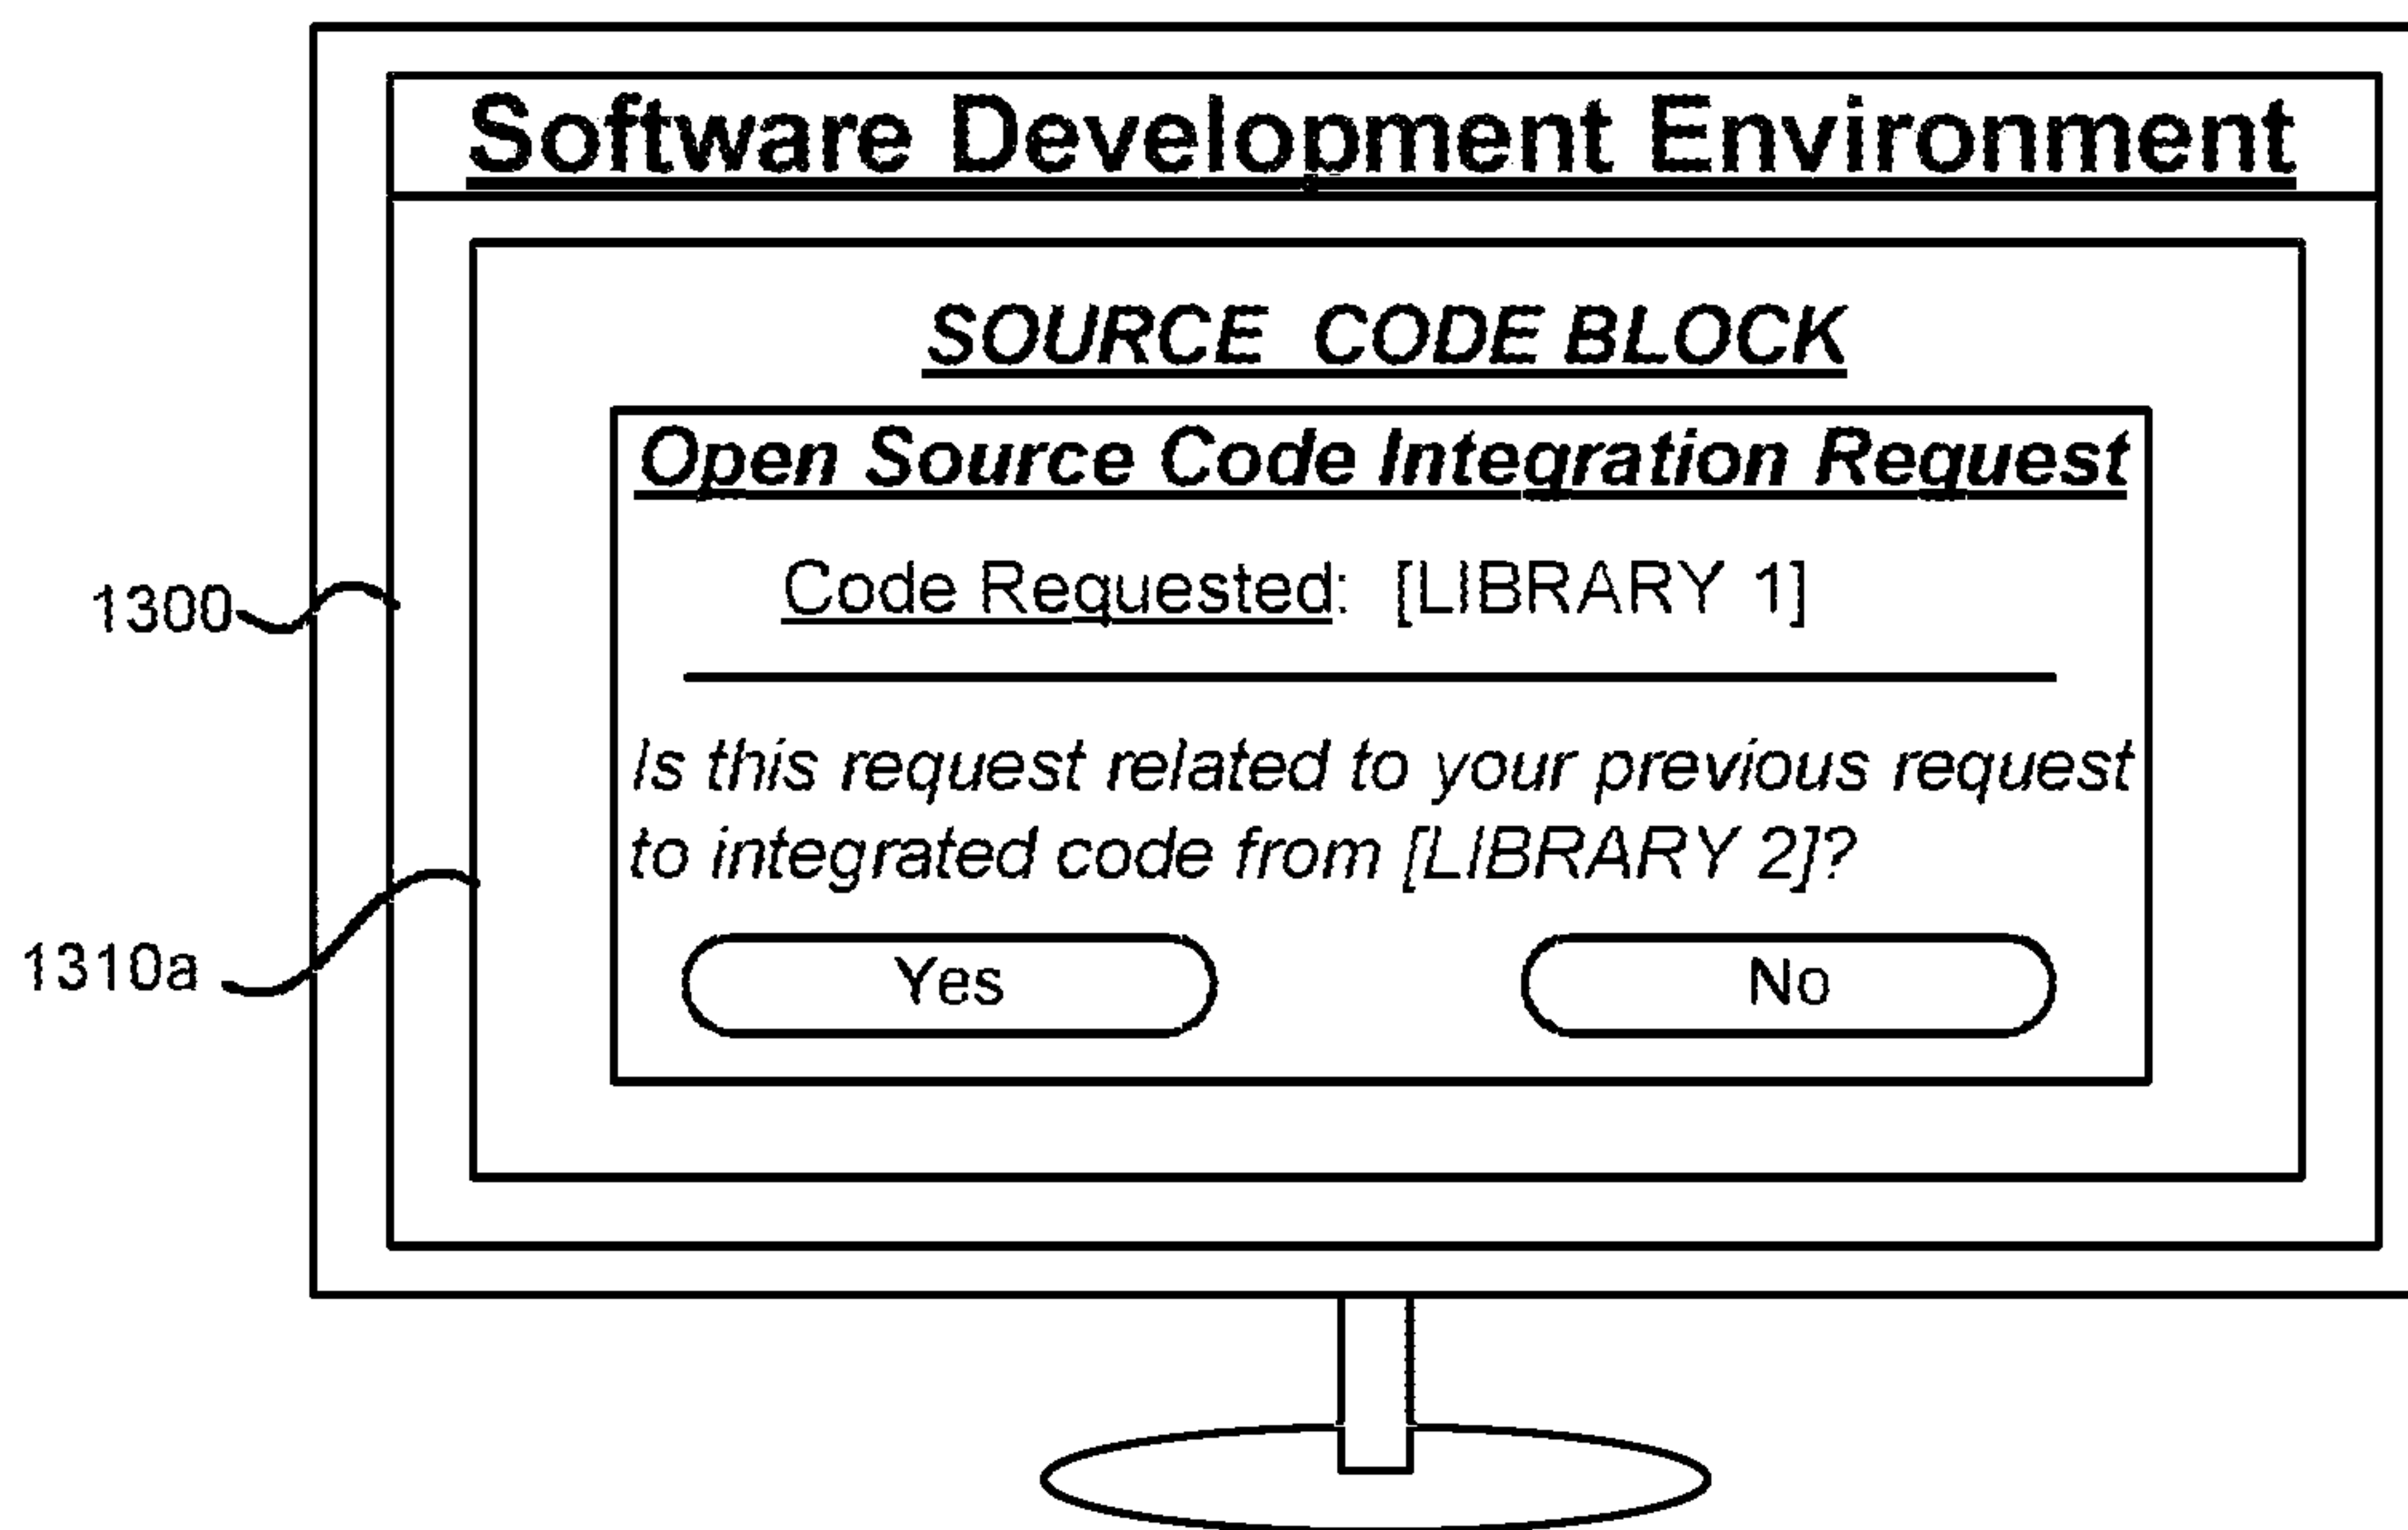 Software Development Environment
SOURCE CODE BLOCK
Open Source Code Integration Request
Code Requested: [LIBRARY 1]
1300
Is this request related to your previous request
to integrated code from [LIBRARY 2]?
1310a
Yes
No